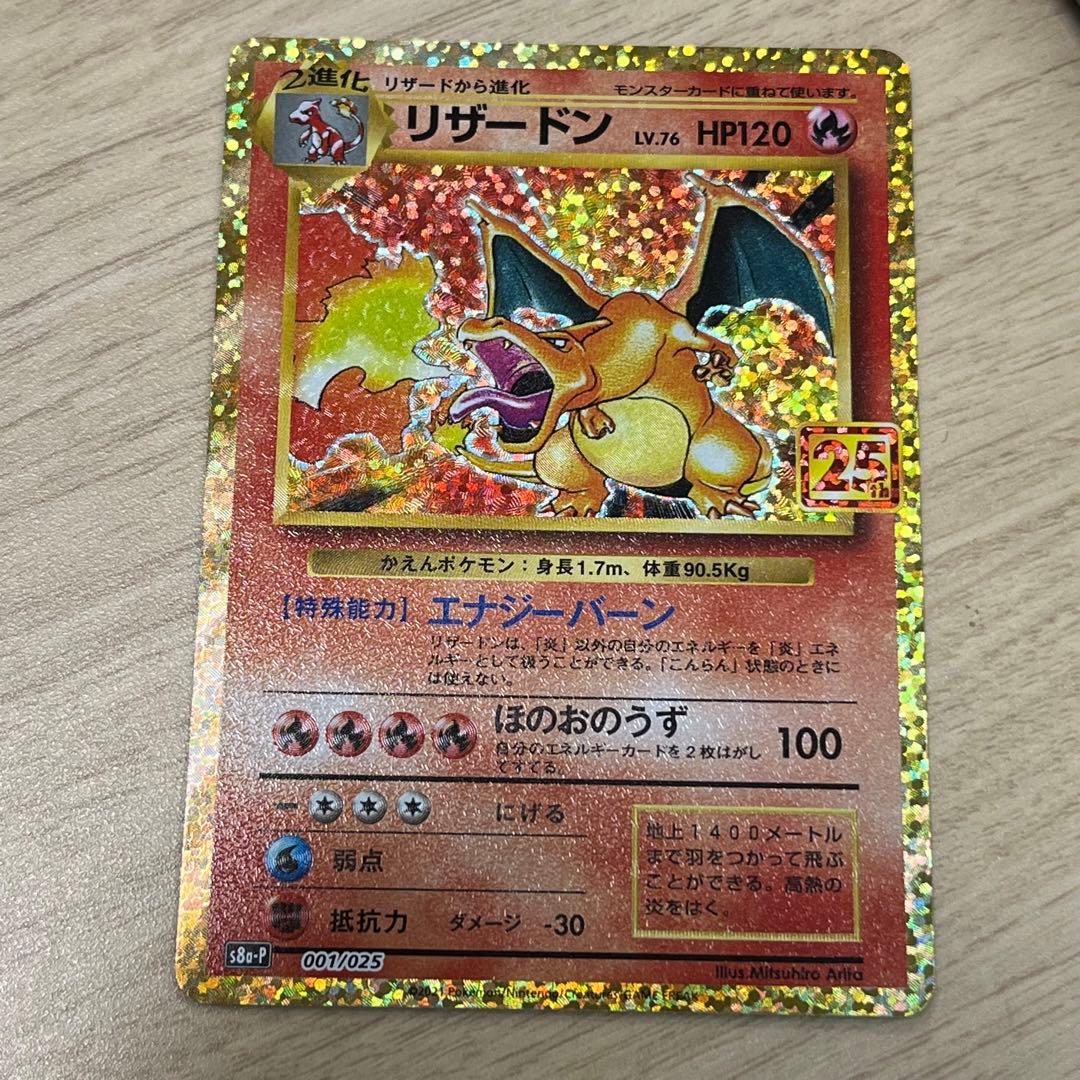 2進化 リザードから進化 モンスターカードに重ねて使います。
リザードン LV.76 HP120
25th
かえんポケモン：身長1.7m、体重90.5Kg
【特殊能力】 エナジーバーン
リザードンは、「炎」以外の自分のエネルギーを「炎」エネ
ルギーとして扱うことができる。「こんらん」状態のときに
は使えない。
ほのおのうず 100
自分のエネルギーカードを2枚はがし
てすてる。
にげる
弱点
抵抗力 ダメージ -30
地上1400メートル
まで羽をつかって飛ぶ
ことができる。高熱の
炎をはく。
s8a-P 001/025
Illus.Mitsuhiro Arita
©2021 Pokémon/Nintendo/Creatures/GAME FREAK